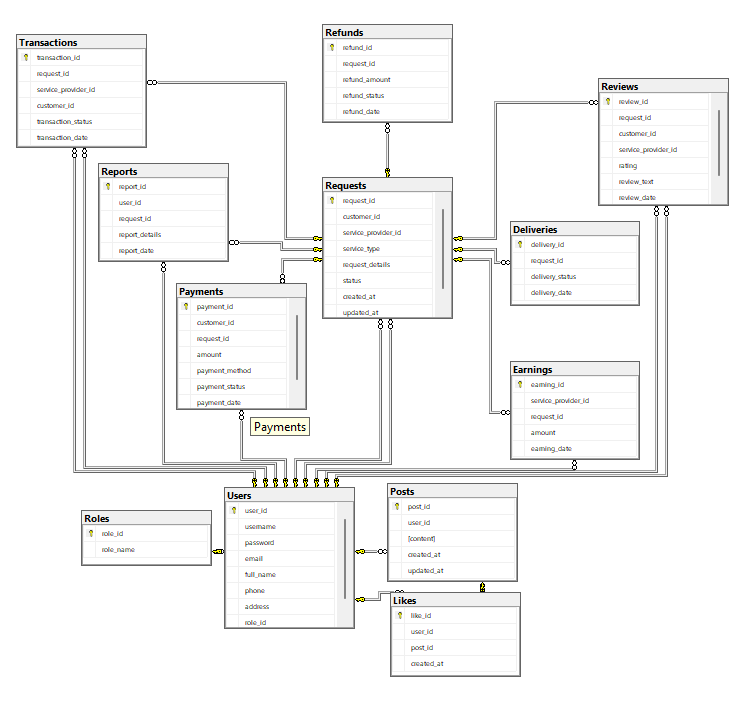 Transactions
transaction_id
request_id
service_provider_id
customer_id
transaction_status
transaction_date
Refunds
refund_id
request_id
refund_amount
refund_status
refund_date
Reviews
review_id
request_id
customer_id
service_provider_id
rating
review_text
review_date
Reports
report_id
user_id
request_id
report_details
report_date
Requests
request_id
customer_id
service_provider_id
service_type
request_details
status
created_at
updated_at
Deliveries
delivery_id
request_id
delivery_status
delivery_date
Payments
payment_id
customer_id
request_id
amount
payment_method
payment_status
payment_date
Payments
Earnings
earning_id
service_provider_id
request_id
amount
earning_date
Users
user_id
username
password
email
full_name
phone
address
role_id
Roles
role_id
role_name
Posts
post_id
user_id
[content]
created_at
updated_at
Likes
like_id
user_id
post_id
created_at